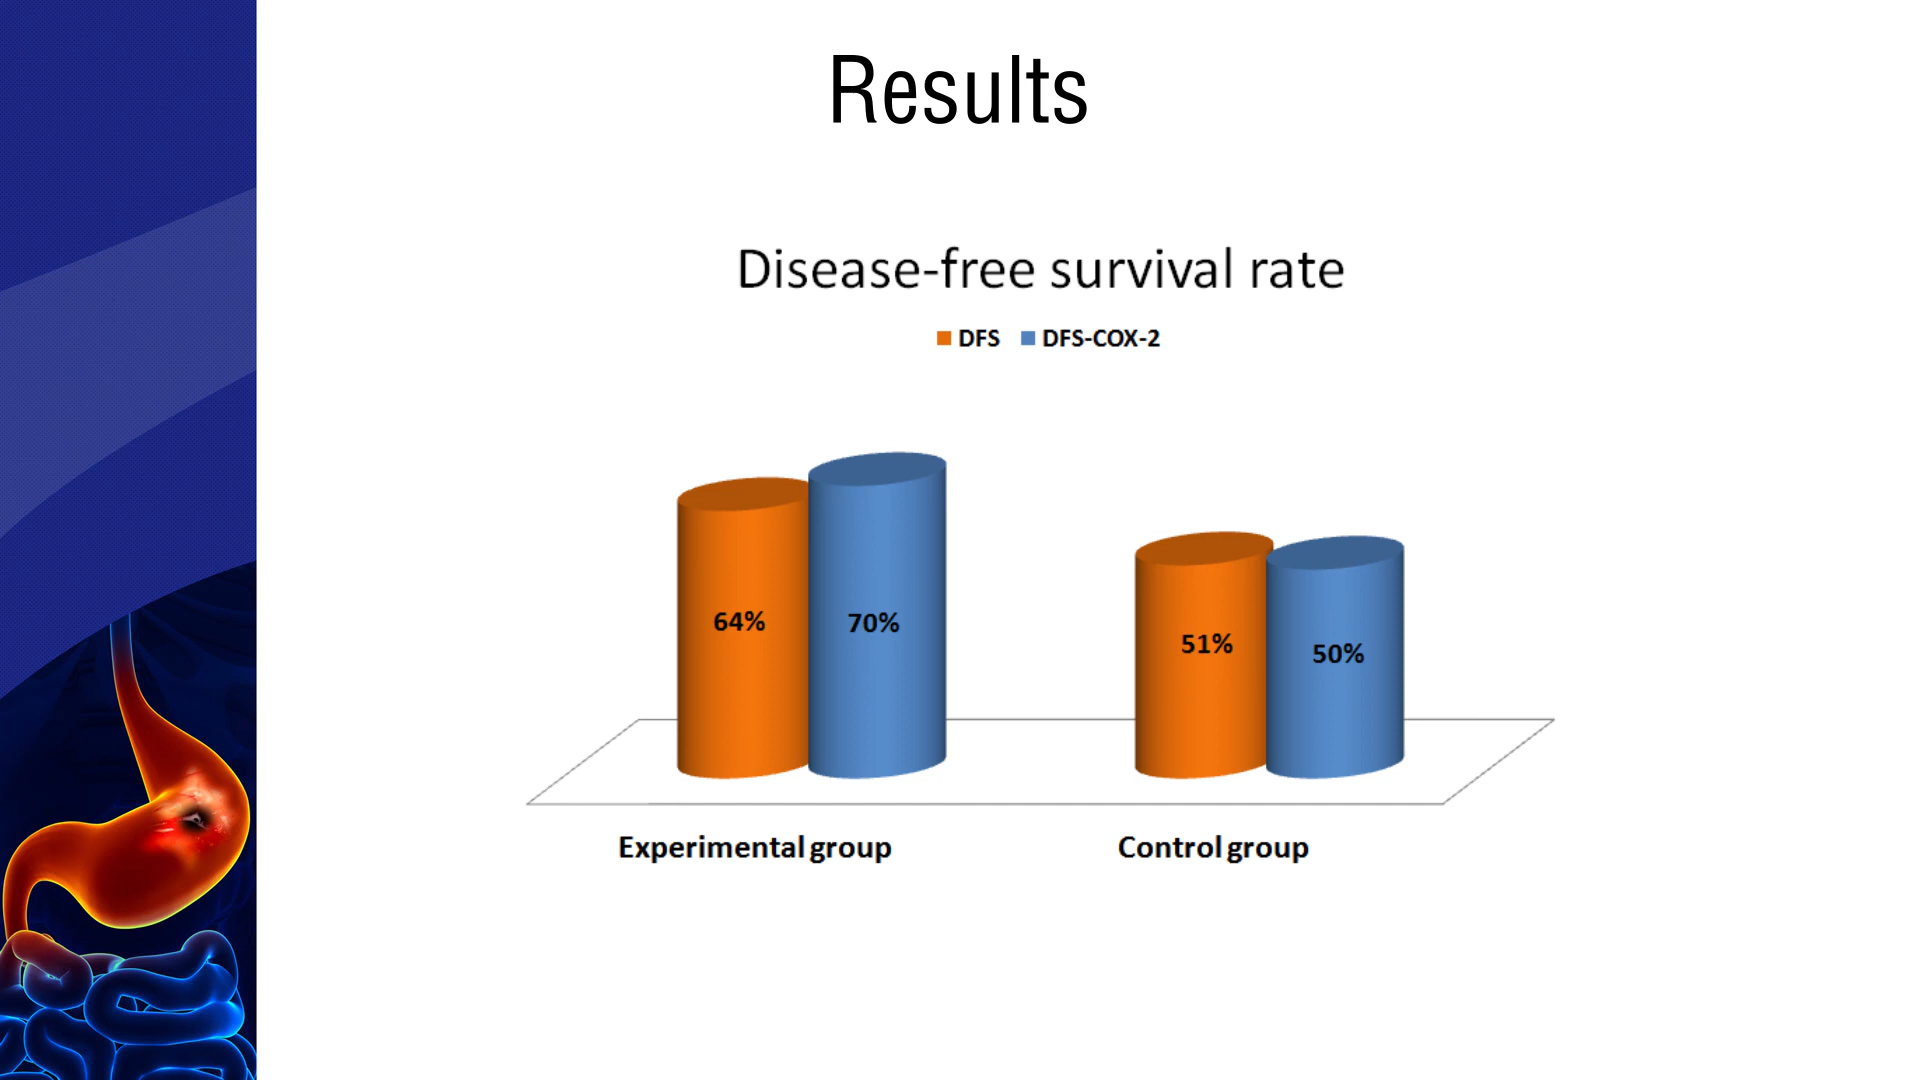 Results
Disease-free survival rate
DFS DFS-COX-2
64% 70% 51% 50%
Experimental group Control group